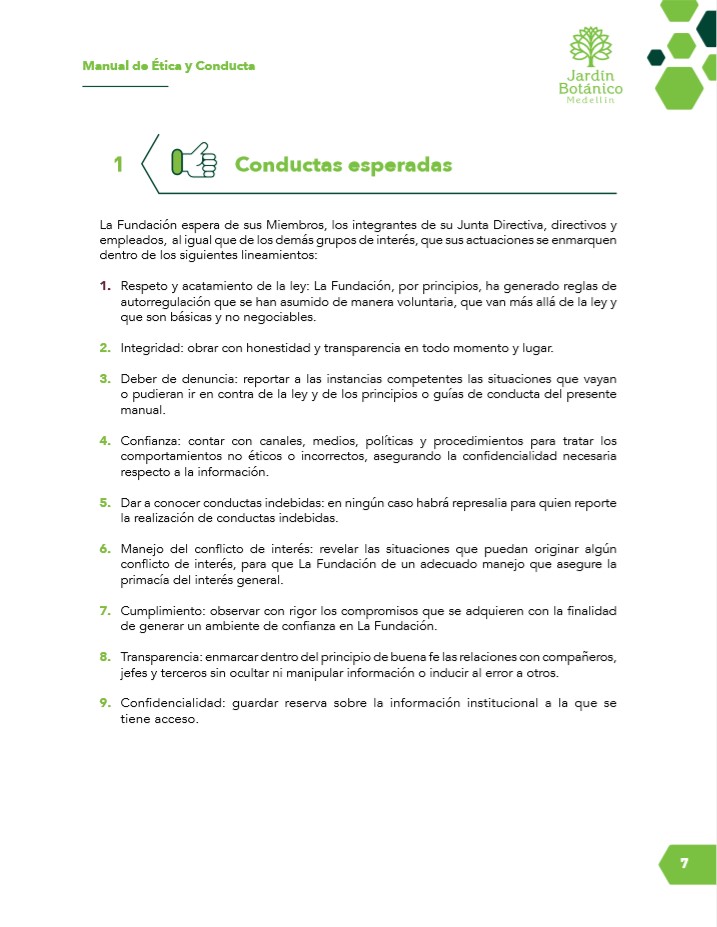 Manual de Ética y Conducta
Jardín
Botánico
Medellín
1
Conductas esperadas
La Fundación espera de sus Miembros, los integrantes de su Junta Directiva, directivos y
empleados, al igual que de los demás grupos de interés, que sus actuaciones se enmarquen
dentro de los siguientes lineamientos:
1. Respeto y acatamiento de la ley: La Fundación, por principios, ha generado reglas de
autorregulación que se han asumido de manera voluntaria, que van más allá de la ley y
que son básicas y no negociables.
2. Integridad: obrar con honestidad y transparencia en todo momento y lugar.
3. Deber de denuncia: reportar a las instancias competentes las situaciones que vayan
o pudieran ir en contra de la ley y de los principios o guías de conducta del presente
manual.
4. Confianza: contar con canales, medios, políticas y procedimientos para tratar los
comportamientos no éticos o incorrectos, asegurando la confidencialidad necesaria
respecto a la información.
5. Dar a conocer conductas indebidas: en ningún caso habrá represalia para quien reporte
la realización de conductas indebidas.
6. Manejo del conflicto de interés: revelar las situaciones que puedan originar algún
conflicto de interés, para que La Fundación de un adecuado manejo que asegure la
primacía del interés general.
7. Cumplimiento: observar con rigor los compromisos que se adquieren con la finalidad
de generar un ambiente de confianza en La Fundación.
8. Transparencia: enmarcar dentro del principio de buena fe las relaciones con compañeros,
jefes y terceros sin ocultar ni manipular información o inducir al error a otros.
9. Confidencialidad: guardar reserva sobre la información institucional a la que se
tiene acceso.
7